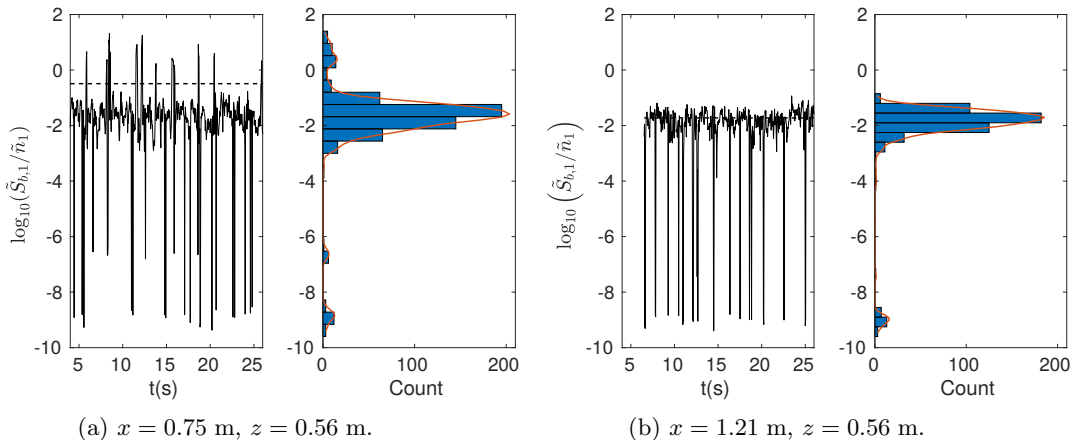 2
0
-2
-4
-6
-8
-10
5 10 15 20 25
t(s)
log₁₀(S̃_{b,1}/ñ₁)
2
0
-2
-4
-6
-8
-10
0 100 200
Count
(a) x = 0.75 m, z = 0.56 m.
2
0
-2
-4
-6
-8
-10
5 10 15 20 25
t(s)
log₁₀(S̃_{b,1}/ñ₁)
2
0
-2
-4
-6
-8
-10
0 100 200
Count
(b) x = 1.21 m, z = 0.56 m.